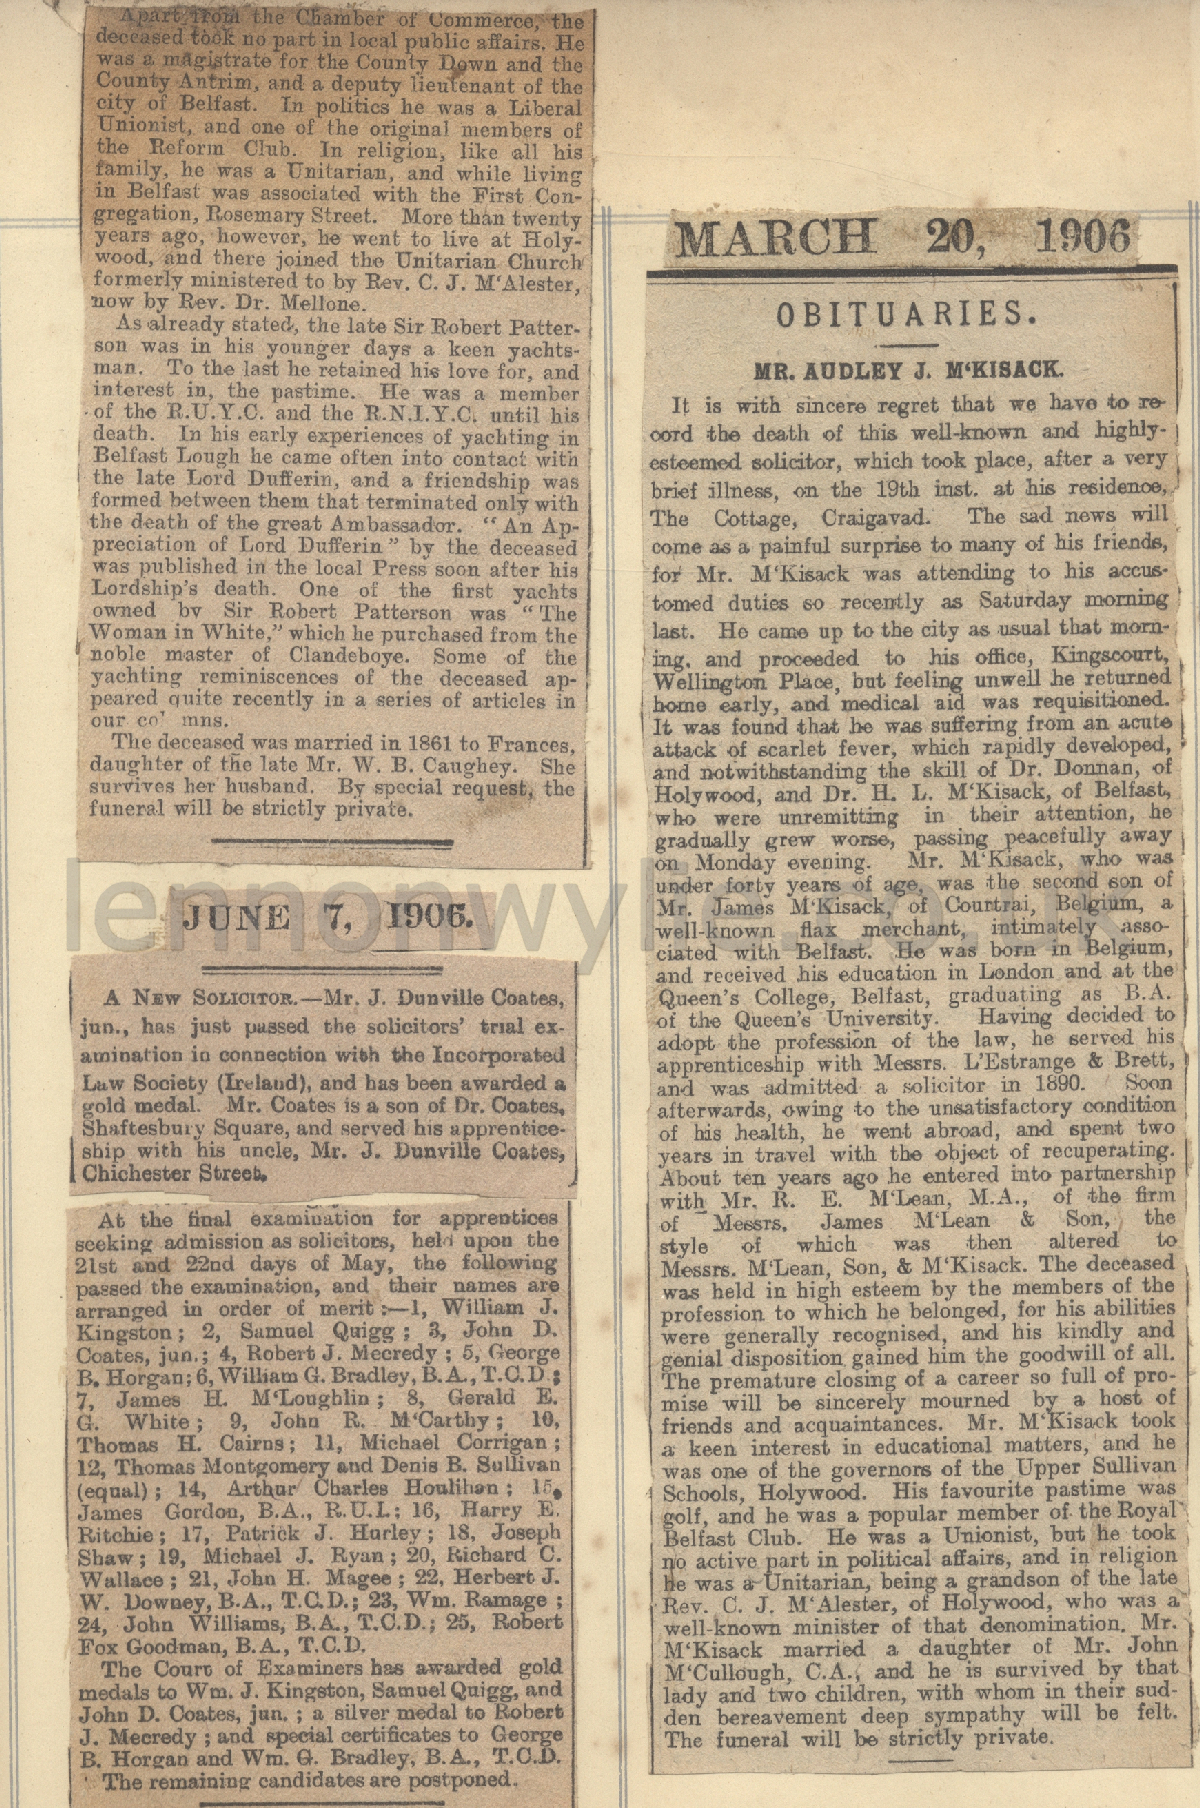 Apart from the Chamber of Commerce, the
deceased took no part in local public affairs. He
was a magistrate for the County Down and the
County Antrim, and a deputy lieutenant of the
city of Belfast. In politics he was a Liberal
Unionist, and one of the original members of
the Reform Club. In religion, like all his
family, he was a Unitarian, and while living
in Belfast was associated with the First Con-
gregation, Rosemary Street. More than twenty
years ago, however, he went to live at Holy-
wood, and there joined the Unitarian Church
formerly ministered to by Rev. C. J. M'Alester,
now by Rev. Dr. Mellone.
As already stated, the late Sir Robert Patter-
son was in his younger days a keen yachts-
man. To the last he retained his love for, and
interest in, the pastime. He was a member
of the R.U.Y.C. and the R.N.I.Y.C. until his
death. In his early experiences of yachting in
Belfast Lough he came often into contact with
the late Lord Dufferin, and a friendship was
formed between them that terminated only with
the death of the great Ambassador. "An Ap-
preciation of Lord Dufferin" by the deceased
was published in the local Press soon after his
Lordship's death. One of the first yachts
owned by Sir Robert Patterson was "The
Woman in White," which he purchased from the
noble master of Clandeboye. Some of the
yachting reminiscences of the deceased ap-
peared quite recently in a series of articles in
our co' mns.
The deceased was married in 1861 to Frances,
daughter of the late Mr. W. B. Caughey. She
survives her husband. By special request, the
funeral will be strictly private.
JUNE 7, 1906.
A NEW SOLICITOR.—Mr. J. Dunville Coates,
jun., has just passed the solicitors' trial ex-
amination in connection with the Incorporated
Law Society (Ireland), and has been awarded a
gold medal. Mr. Coates is a son of Dr. Coates,
Shaftesbury Square, and served his apprentice-
ship with his uncle, Mr. J. Dunville Coates,
Chichester Street.
At the final examination for apprentices
seeking admission as solicitors, held upon the
21st and 22nd days of May, the following
passed the examination, and their names are
arranged in order of merit:—1, William J.
Kingston; 2, Samuel Quigg; 3, John D.
Coates, jun.; 4, Robert J. Mecredy; 5, George
B. Horgan; 6, William G. Bradley, B.A., T.C.D.;
7, James H. M'Loughlin; 8, Gerald E.
G. White; 9, John R. M'Carthy; 10,
Thomas H. Cairns; 11, Michael Corrigan;
12, Thomas Montgomery and Denis B. Sullivan
(equal); 14, Arthur Charles Houlihan; 15,
James Gordon, B.A., R.U.I.; 16, Harry E.
Ritchie; 17, Patrick J. Hurley; 18, Joseph
Shaw; 19, Michael J. Ryan; 20, Richard C.
Wallace; 21, John H. Magee; 22, Herbert J.
W. Downey, B.A., T.C.D.; 23, Wm. Ramage;
24, John Williams, B.A., T.C.D.; 25, Robert
Fox Goodman, B.A., T.C.D.
The Court of Examiners has awarded gold
medals to Wm. J. Kingston, Samuel Quigg, and
John D. Coates, jun.; a silver medal to Robert
J. Mecredy; and special certificates to George
B. Horgan and Wm. G. Bradley, B.A., T.C.D.
The remaining candidates are postponed.
MARCH 20, 1906
OBITUARIES.
MR. AUDLEY J. M'KISACK.
It is with sincere regret that we have to re-
cord the death of this well-known and highly-
esteemed solicitor, which took place, after a very
brief illness, on the 19th inst. at his residence,
The Cottage, Craigavad. The sad news will
come as a painful surprise to many of his friends,
for Mr. M'Kisack was attending to his accus-
tomed duties so recently as Saturday morning
last. He came up to the city as usual that morn-
ing, and proceeded to his office, Kingscourt,
Wellington Place, but feeling unwell he returned
home early, and medical aid was requisitioned.
It was found that he was suffering from an acute
attack of scarlet fever, which rapidly developed,
and notwithstanding the skill of Dr. Donnan, of
Holywood, and Dr. H. L. M'Kisack, of Belfast,
who were unremitting in their attention, he
gradually grew worse, passing peacefully away
on Monday evening. Mr. M'Kisack, who was
under forty years of age, was the second son of
Mr. James M'Kisack, of Courtrai, Belgium, a
well-known flax merchant, intimately asso-
ciated with Belfast. He was born in Belgium,
and received his education in London and at the
Queen's College, Belfast, graduating as B.A.
of the Queen's University. Having decided to
adopt the profession of the law, he served his
apprenticeship with Messrs. L'Estrange & Brett,
and was admitted a solicitor in 1890. Soon
afterwards, owing to the unsatisfactory condition
of his health, he went abroad, and spent two
years in travel with the object of recuperating.
About ten years ago he entered into partnership
with Mr. R. E. M'Lean, M.A., of the firm
of Messrs. James M'Lean & Son, the
style of which was then altered to
Messrs. M'Lean, Son, & M'Kisack. The deceased
was held in high esteem by the members of the
profession to which he belonged, for his abilities
were generally recognised, and his kindly and
genial disposition gained him the goodwill of all.
The premature closing of a career so full of pro-
mise will be sincerely mourned by a host of
friends and acquaintances. Mr. M'Kisack took
a keen interest in educational matters, and he
was one of the governors of the Upper Sullivan
Schools, Holywood. His favourite pastime was
golf, and he was a popular member of the Royal
Belfast Club. He was a Unionist, but he took
no active part in political affairs, and in religion
he was a Unitarian, being a grandson of the late
Rev. C. J. M'Alester, of Holywood, who was a
well-known minister of that denomination. Mr.
M'Kisack married a daughter of Mr. John
M'Cullough, C.A., and he is survived by that
lady and two children, with whom in their sud-
den bereavement deep sympathy will be felt.
The funeral will be strictly private.